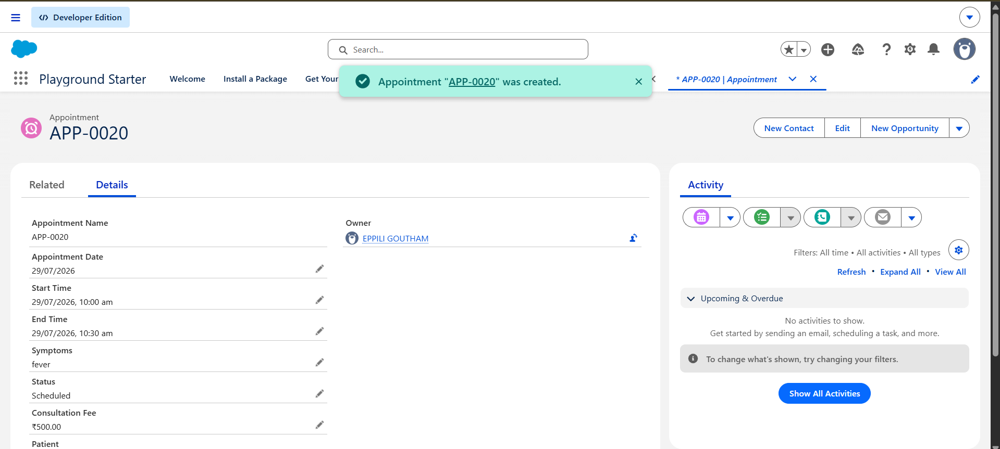 Developer Edition
Search...
Playground Starter
Welcome
Install a Package
Get Your
Appointment "APP-0020" was created.
* APP-0020 | Appointment
Appointment
APP-0020
New Contact
Edit
New Opportunity
Related
Details
Appointment Name
APP-0020
Owner
EPPILI GOUTHAM
Appointment Date
29/07/2026
Start Time
29/07/2026, 10:00 am
End Time
29/07/2026, 10:30 am
Symptoms
fever
Status
Scheduled
Consultation Fee
₹500.00
Patient
Activity
Filters: All time • All activities • All types
Refresh • Expand All • View All
Upcoming & Overdue
No activities to show.
Get started by sending an email, scheduling a task, and more.
To change what's shown, try changing your filters.
Show All Activities